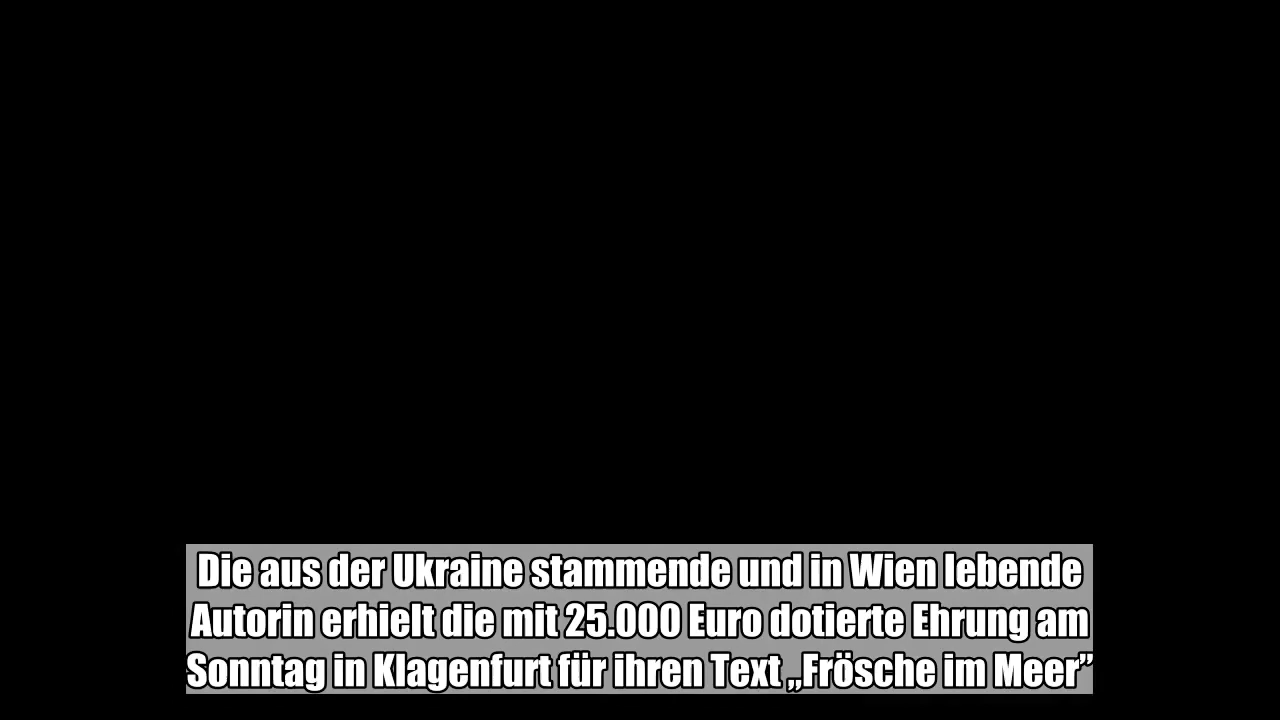 Die aus der Ukraine stammende und in Wien lebende
Autorin erhielt die mit 25.000 Euro dotierte Ehrung am
Sonntag in Klagenfurt für ihren Text „Frösche im Meer”